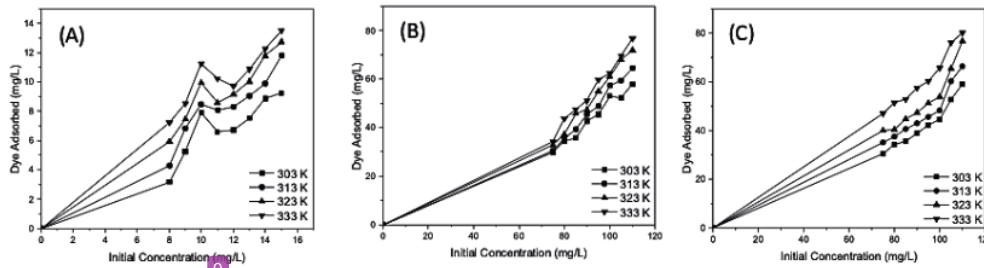 (A)
Dye Adsorbed (mg/L)
14
12
10
8
6
4
2
0
303 K
313 K
323 K
333 K
0 2 4 6 8 10 12 14 16
Initial Concentration (mg/L)
(B)
Dye Adsorbed (mg/L)
80
60
40
20
0
303 K
313 K
323 K
333 K
0 20 40 60 80 100 120
Initial Concentration (mg/L)
(C)
Dye Adsorbed (mg/L)
80
60
40
20
0
303 K
313 K
323 K
333 K
0 20 40 60 80 100 120
Initial Concentration (mg/L)